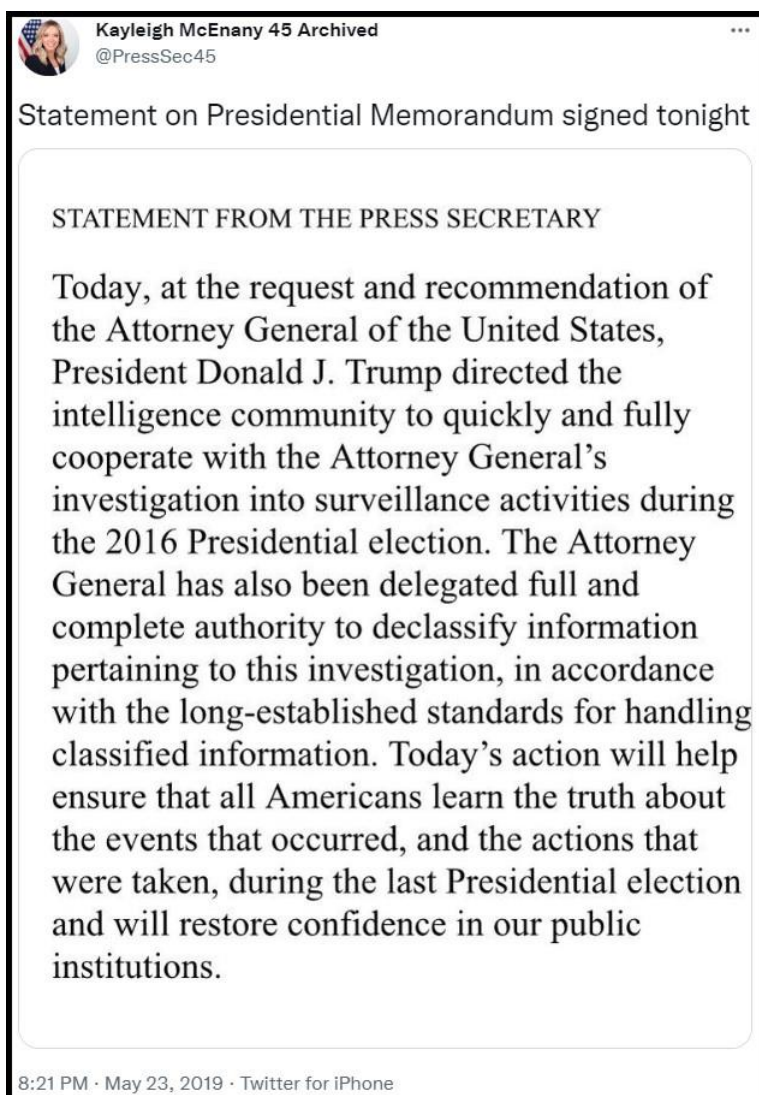 Kayleigh McEnany 45 Archived
@PressSec45
Statement on Presidential Memorandum signed tonight
STATEMENT FROM THE PRESS SECRETARY
Today, at the request and recommendation of
the Attorney General of the United States,
President Donald J. Trump directed the
intelligence community to quickly and fully
cooperate with the Attorney General’s
investigation into surveillance activities during
the 2016 Presidential election. The Attorney
General has also been delegated full and
complete authority to declassify information
pertaining to this investigation, in accordance
with the long-established standards for handling
classified information. Today’s action will help
ensure that all Americans learn the truth about
the events that occurred, and the actions that
were taken, during the last Presidential election
and will restore confidence in our public
institutions.
8:21 PM · May 23, 2019 · Twitter for iPhone